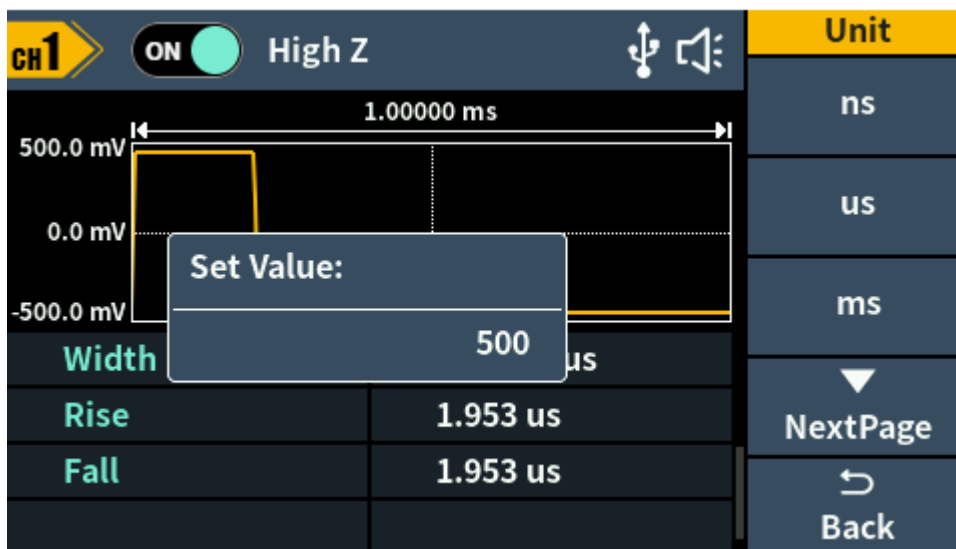 CH1
ON
High Z
Unit
1.00000 ms
500.0 mV
0.0 mV
-500.0 mV
Set Value:
500
Width
us
Rise
1.953 us
Fall
1.953 us
ns
us
ms
NextPage
Back